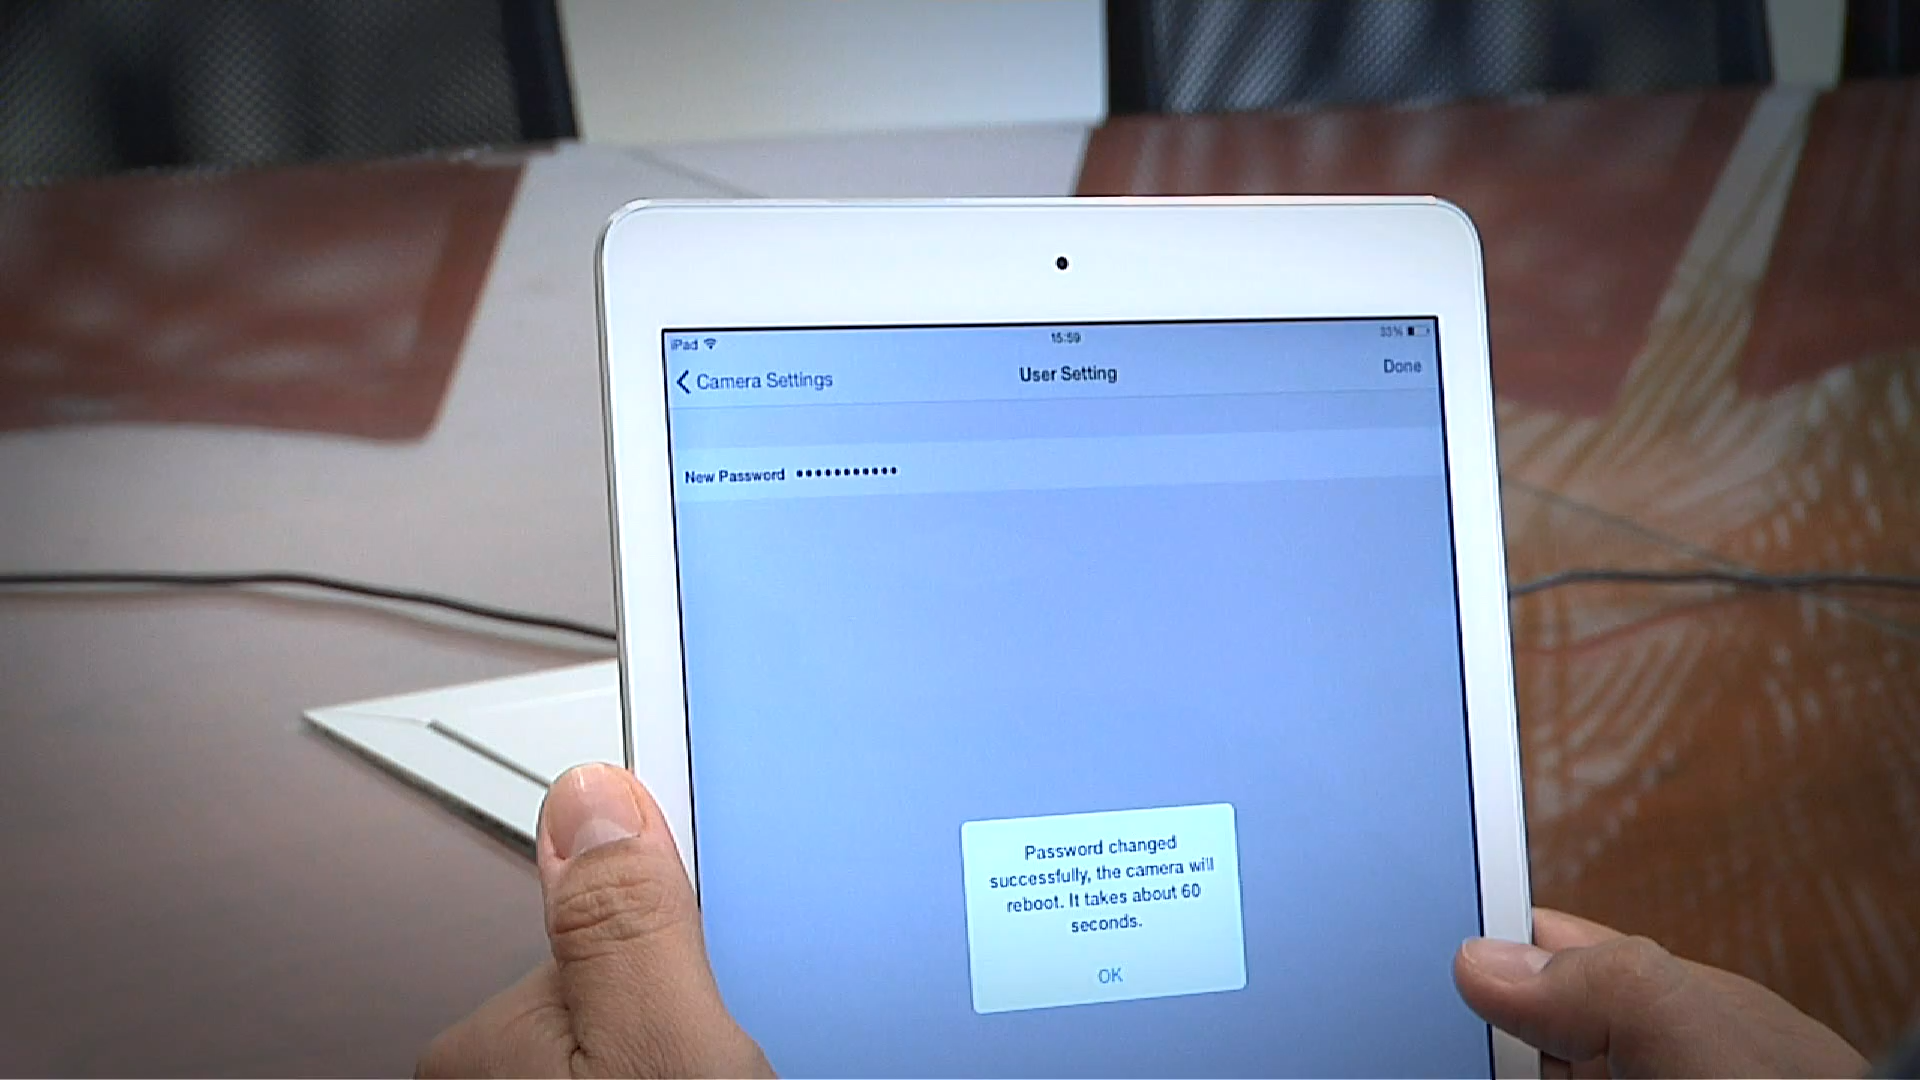 iPad 15:59 33%
Camera Settings User Setting Done
New Password •••••••••••
Password changed
successfully, the camera will
reboot. It takes about 60
seconds.
OK